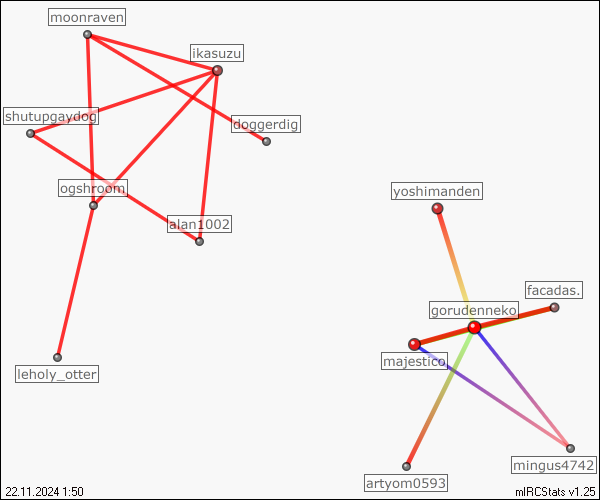 moonraven
ikasuzu
shutupgaydog
doggerdig
ogshroom
yoshimanden
alan1002
facadas.
gorudenneko
majestico
leholy_otter
mingus4742
artyom0593
22.11.2024 1:50
mIRCStats v1.25